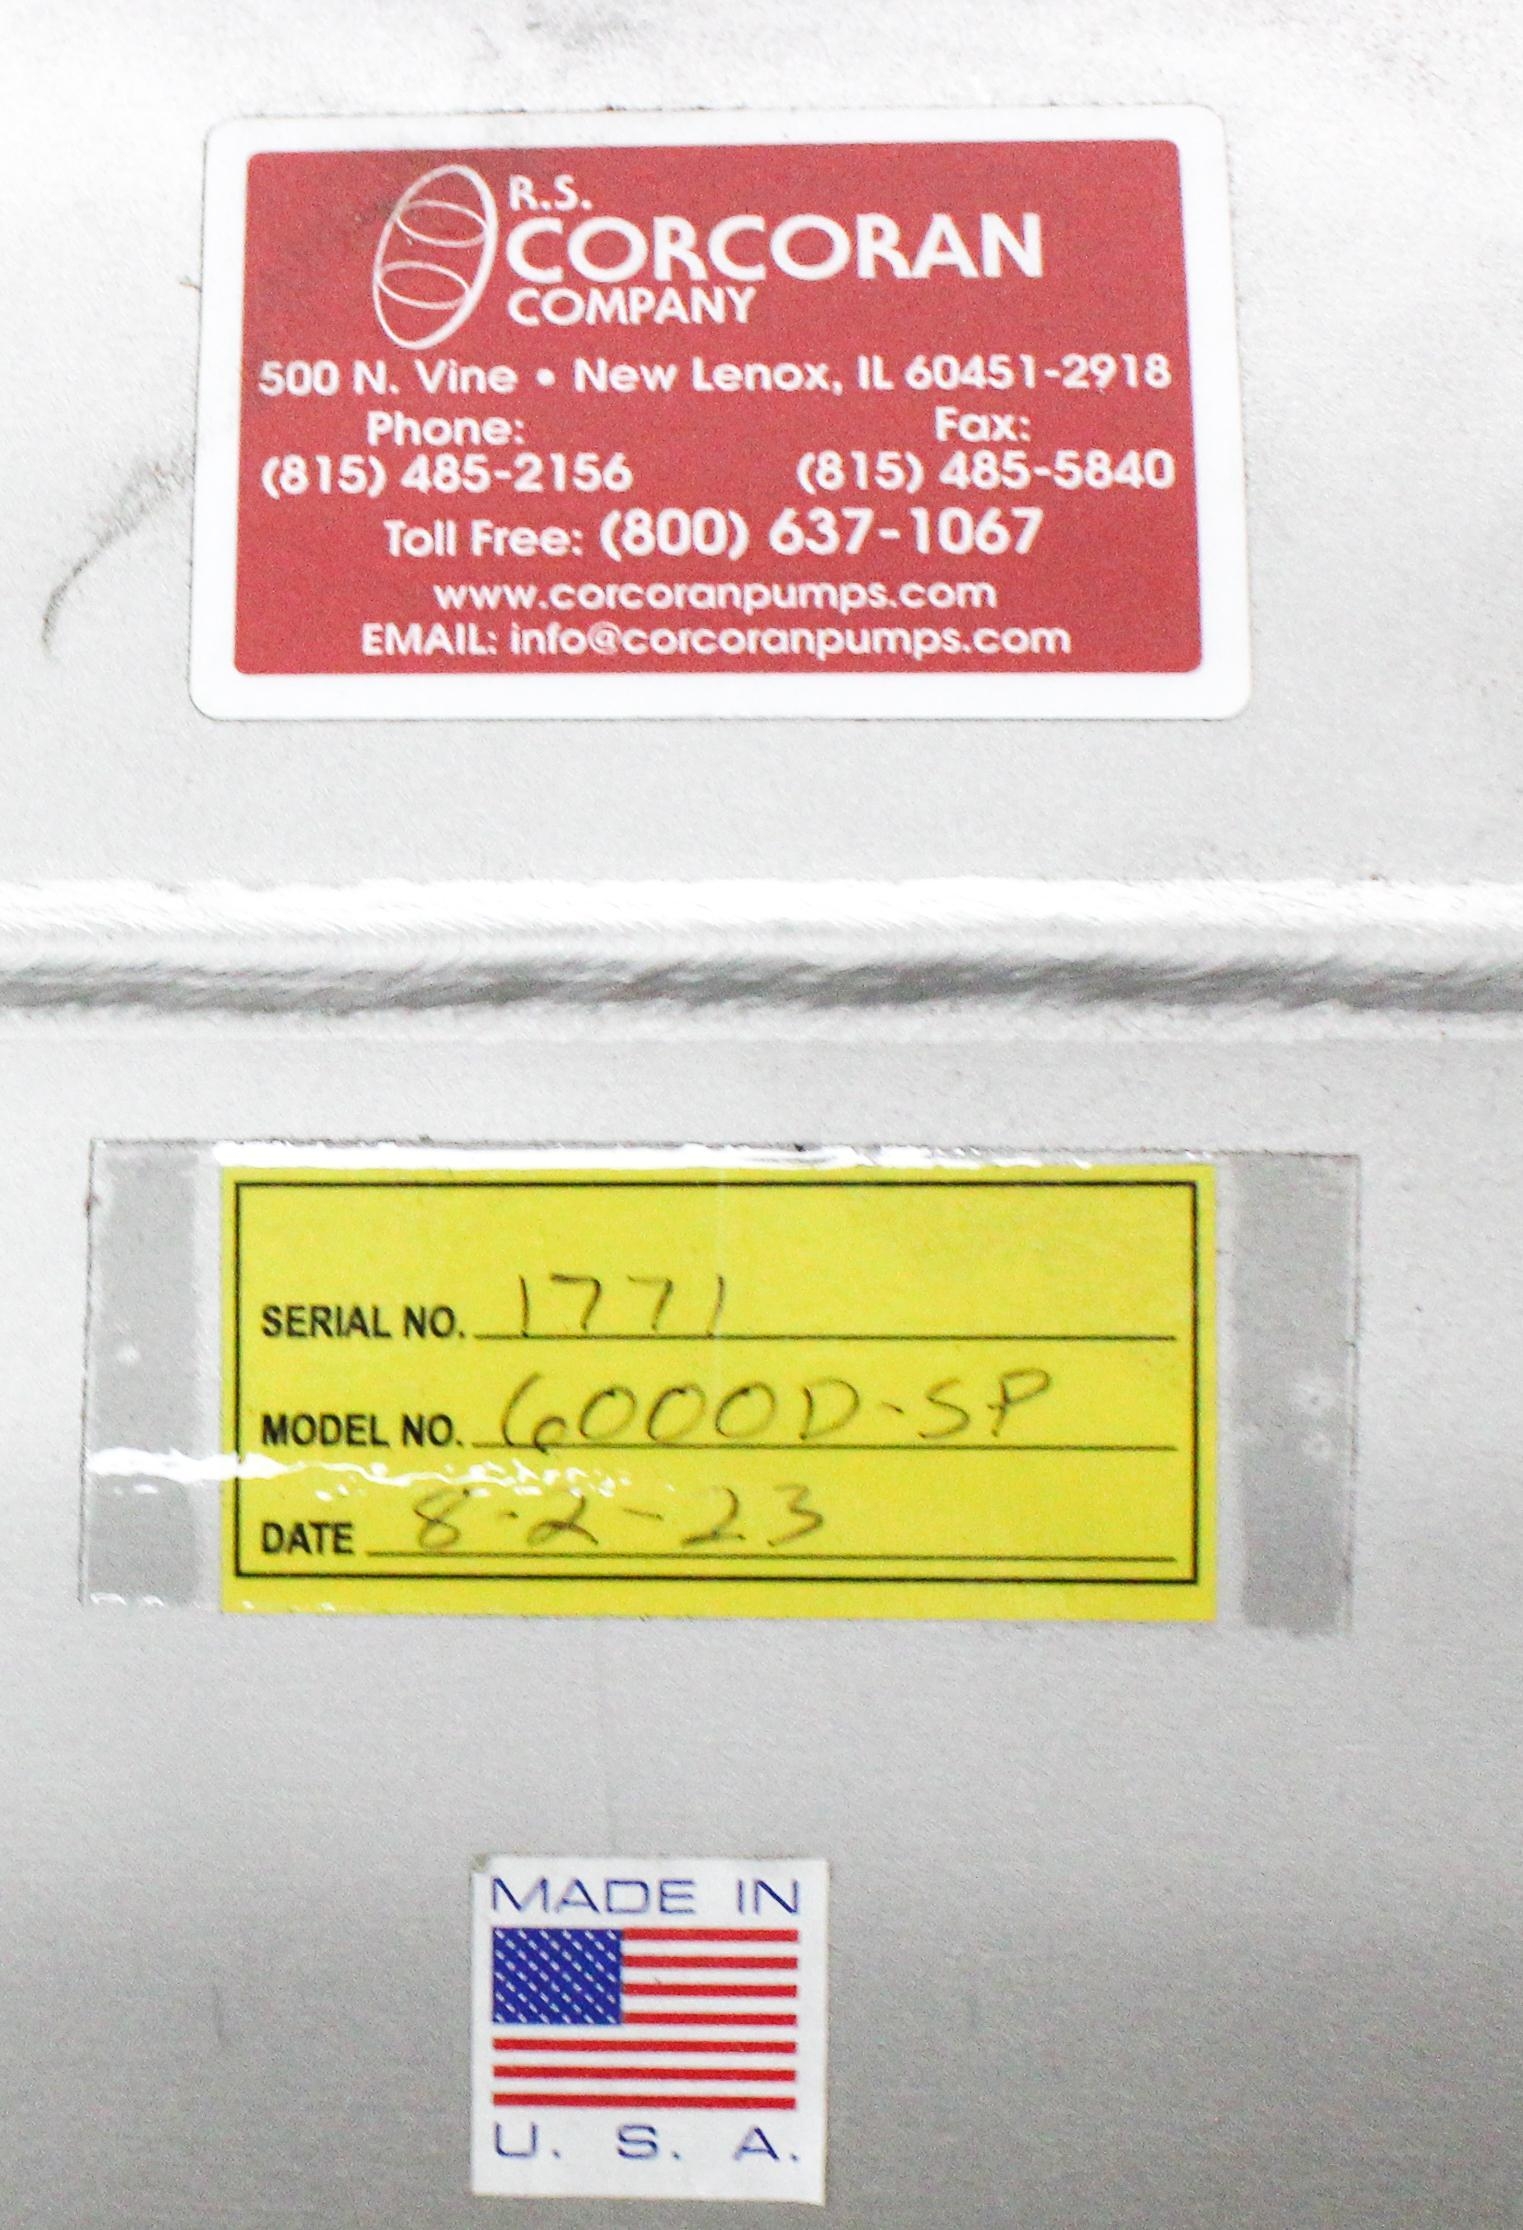 R.S.
CORCORAN
COMPANY
500 N. Vine • New Lenox, IL 60451-2918
Phone: Fax:
(815) 485-2156 (815) 485-5840
Toll Free: (800) 637-1067
www.corcoranpumps.com
EMAIL: info@corcoranpumps.com
SERIAL NO. 1771
MODEL NO. 6000D-SP
DATE 8-2-23
MADE IN
U. S. A.